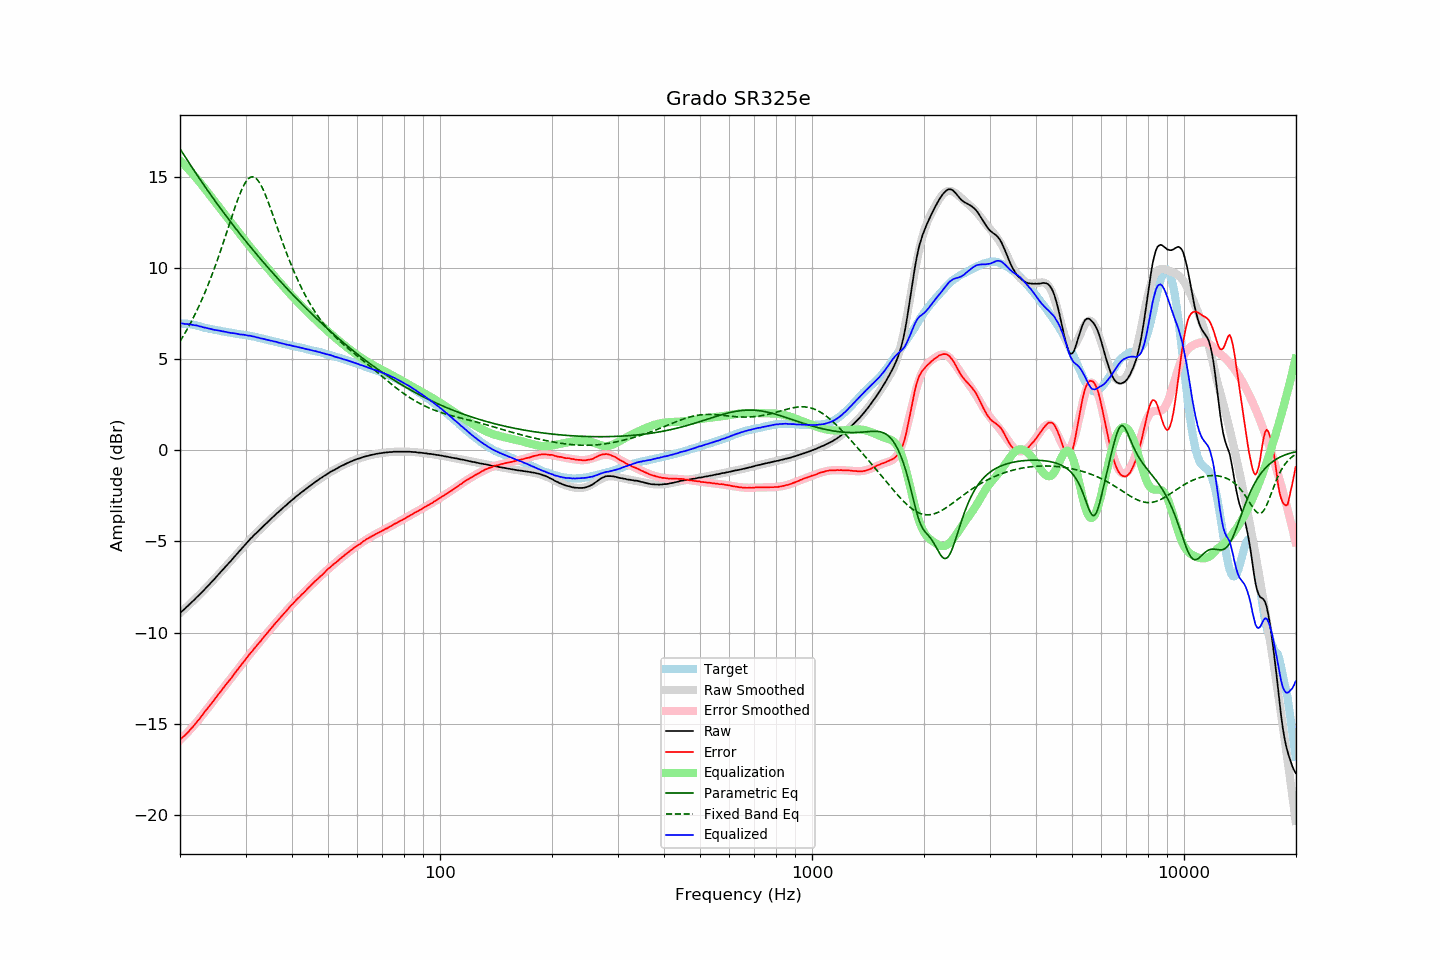 Grado SR325e
Amplitude (dBr)
15
10
5
0
−5
−10
−15
−20
Target
Raw Smoothed
Error Smoothed
Raw
Error
Equalization
Parametric Eq
Fixed Band Eq
Equalized
100
1000
10000
Frequency (Hz)